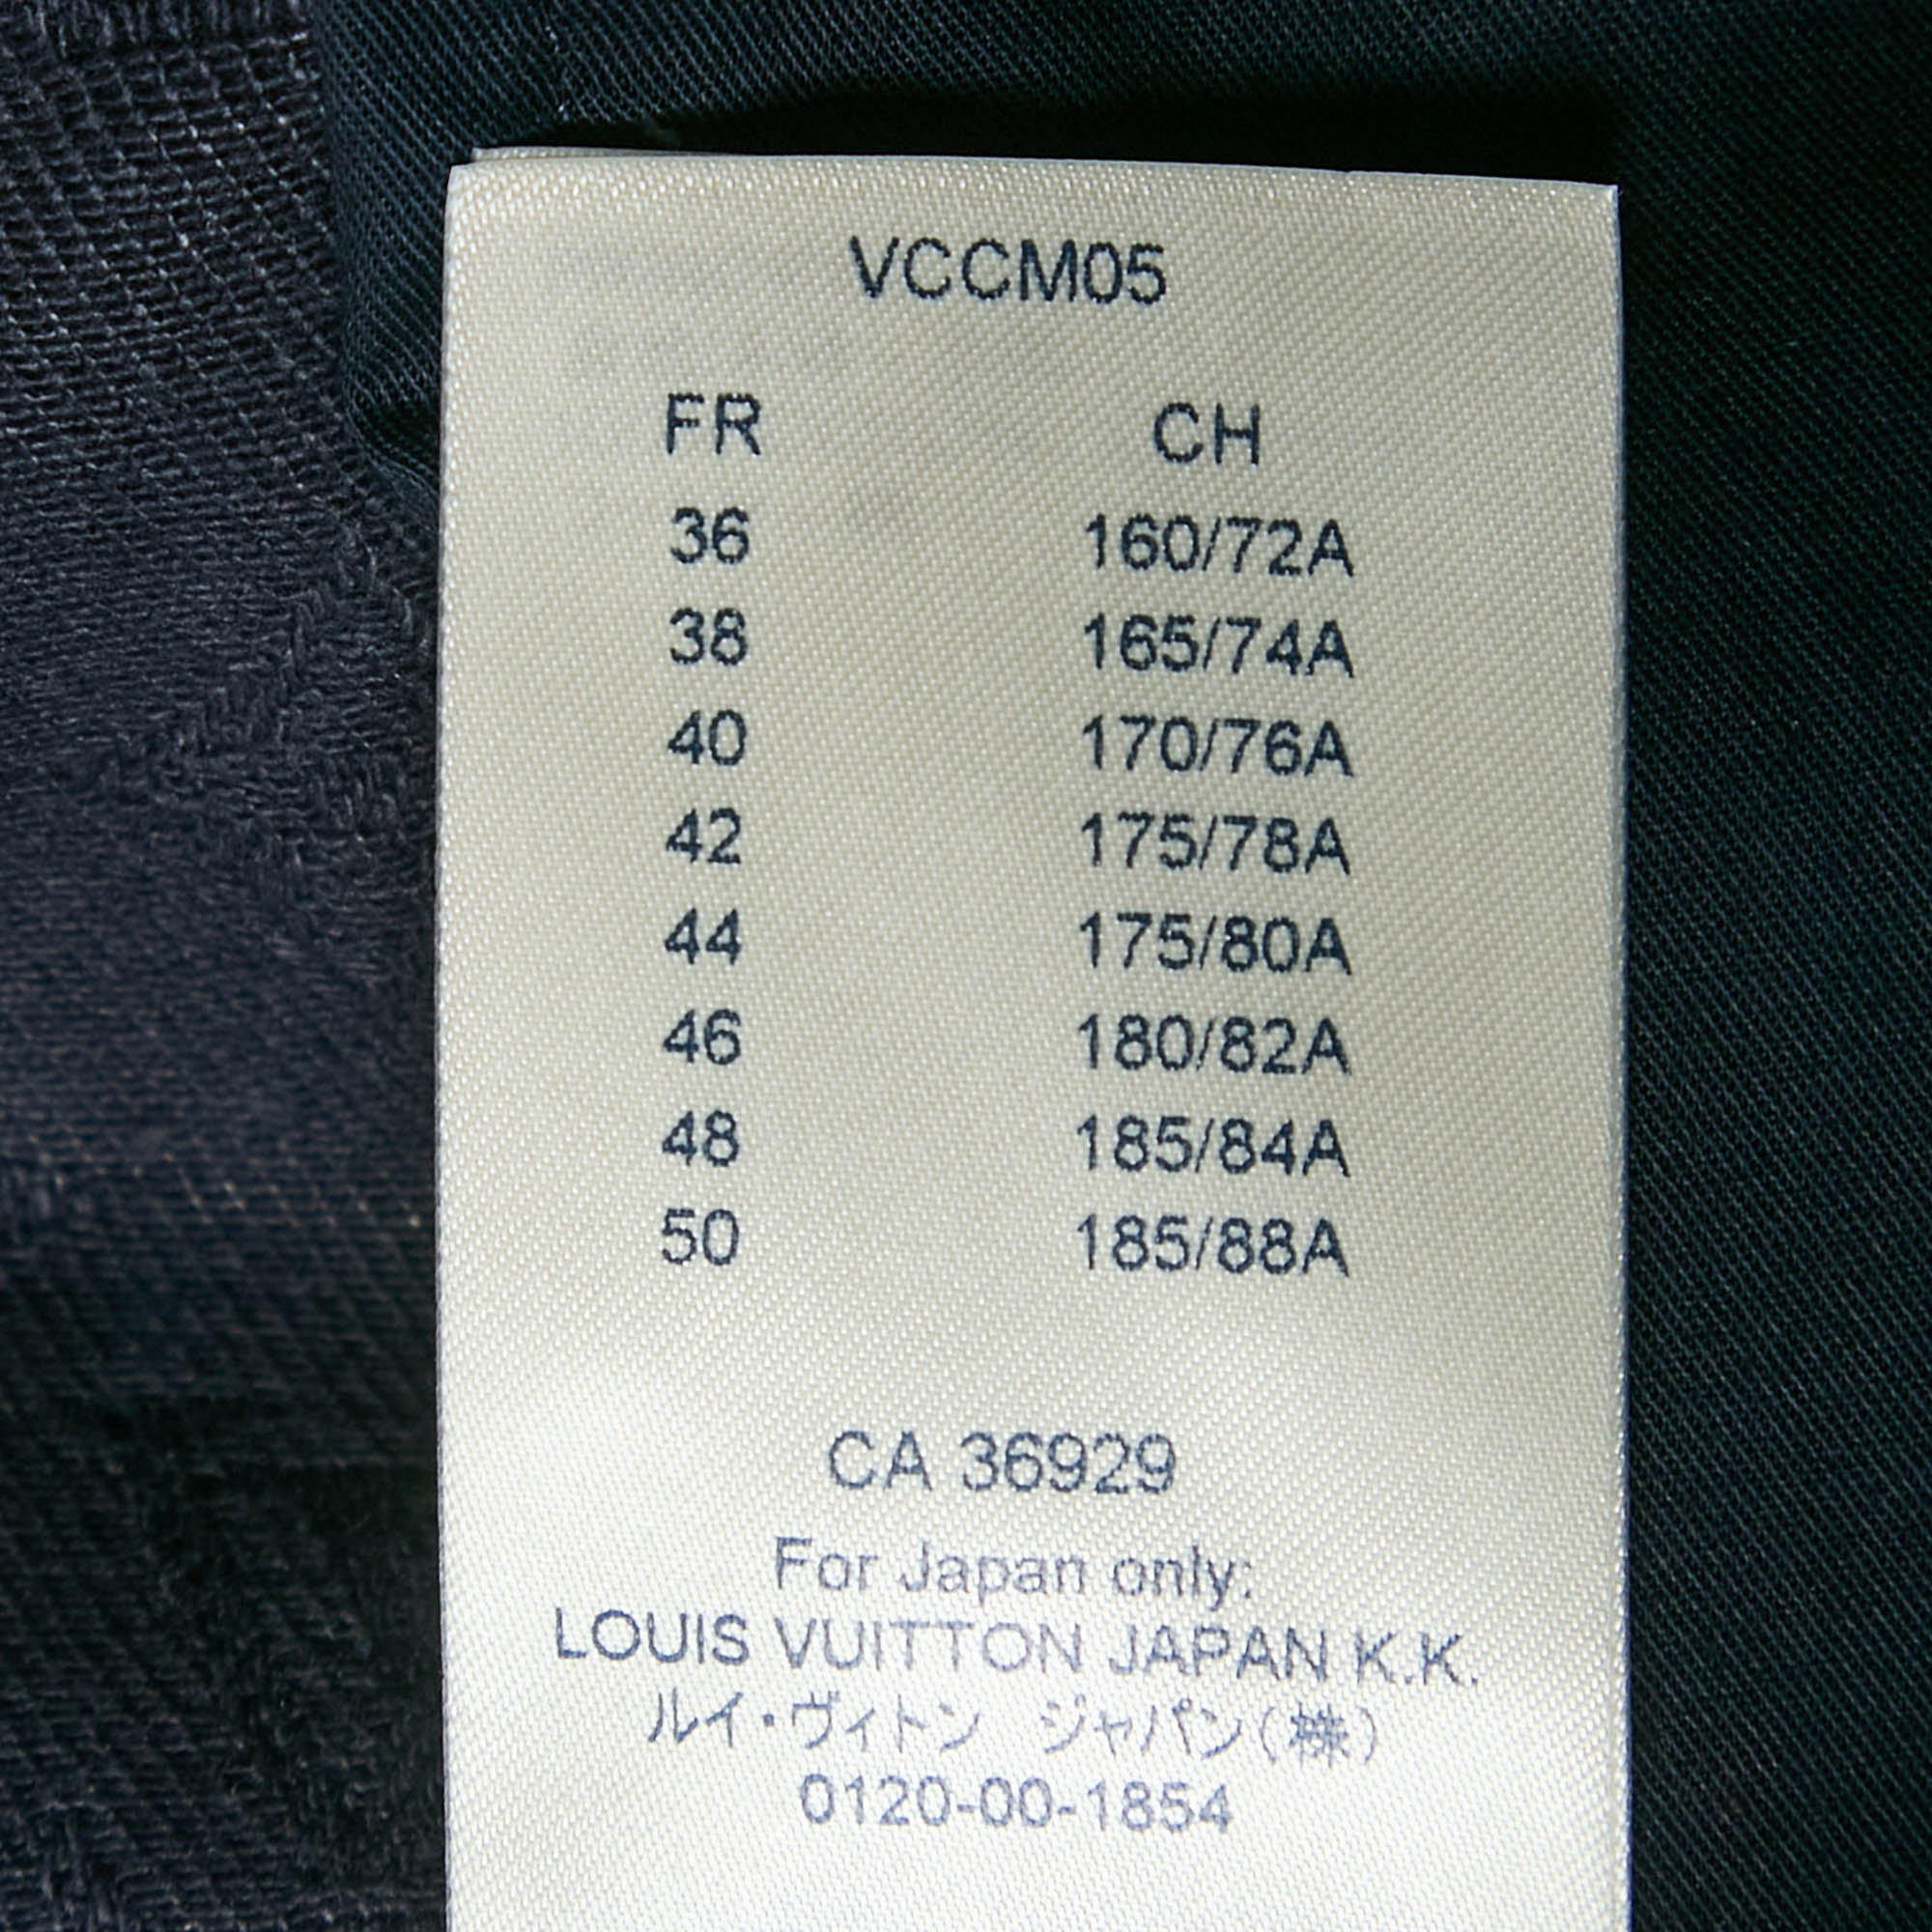 VCCM05
FR CH
36 160/72A
38 165/74A
40 170/76A
42 175/78A
44 175/80A
46 180/82A
48 185/84A
50 185/88A
CA 36929
For Japan only:
LOUIS VUITTON JAPAN K.K.
ルイ・ヴィトン ジャパン(株)
0120-00-1854